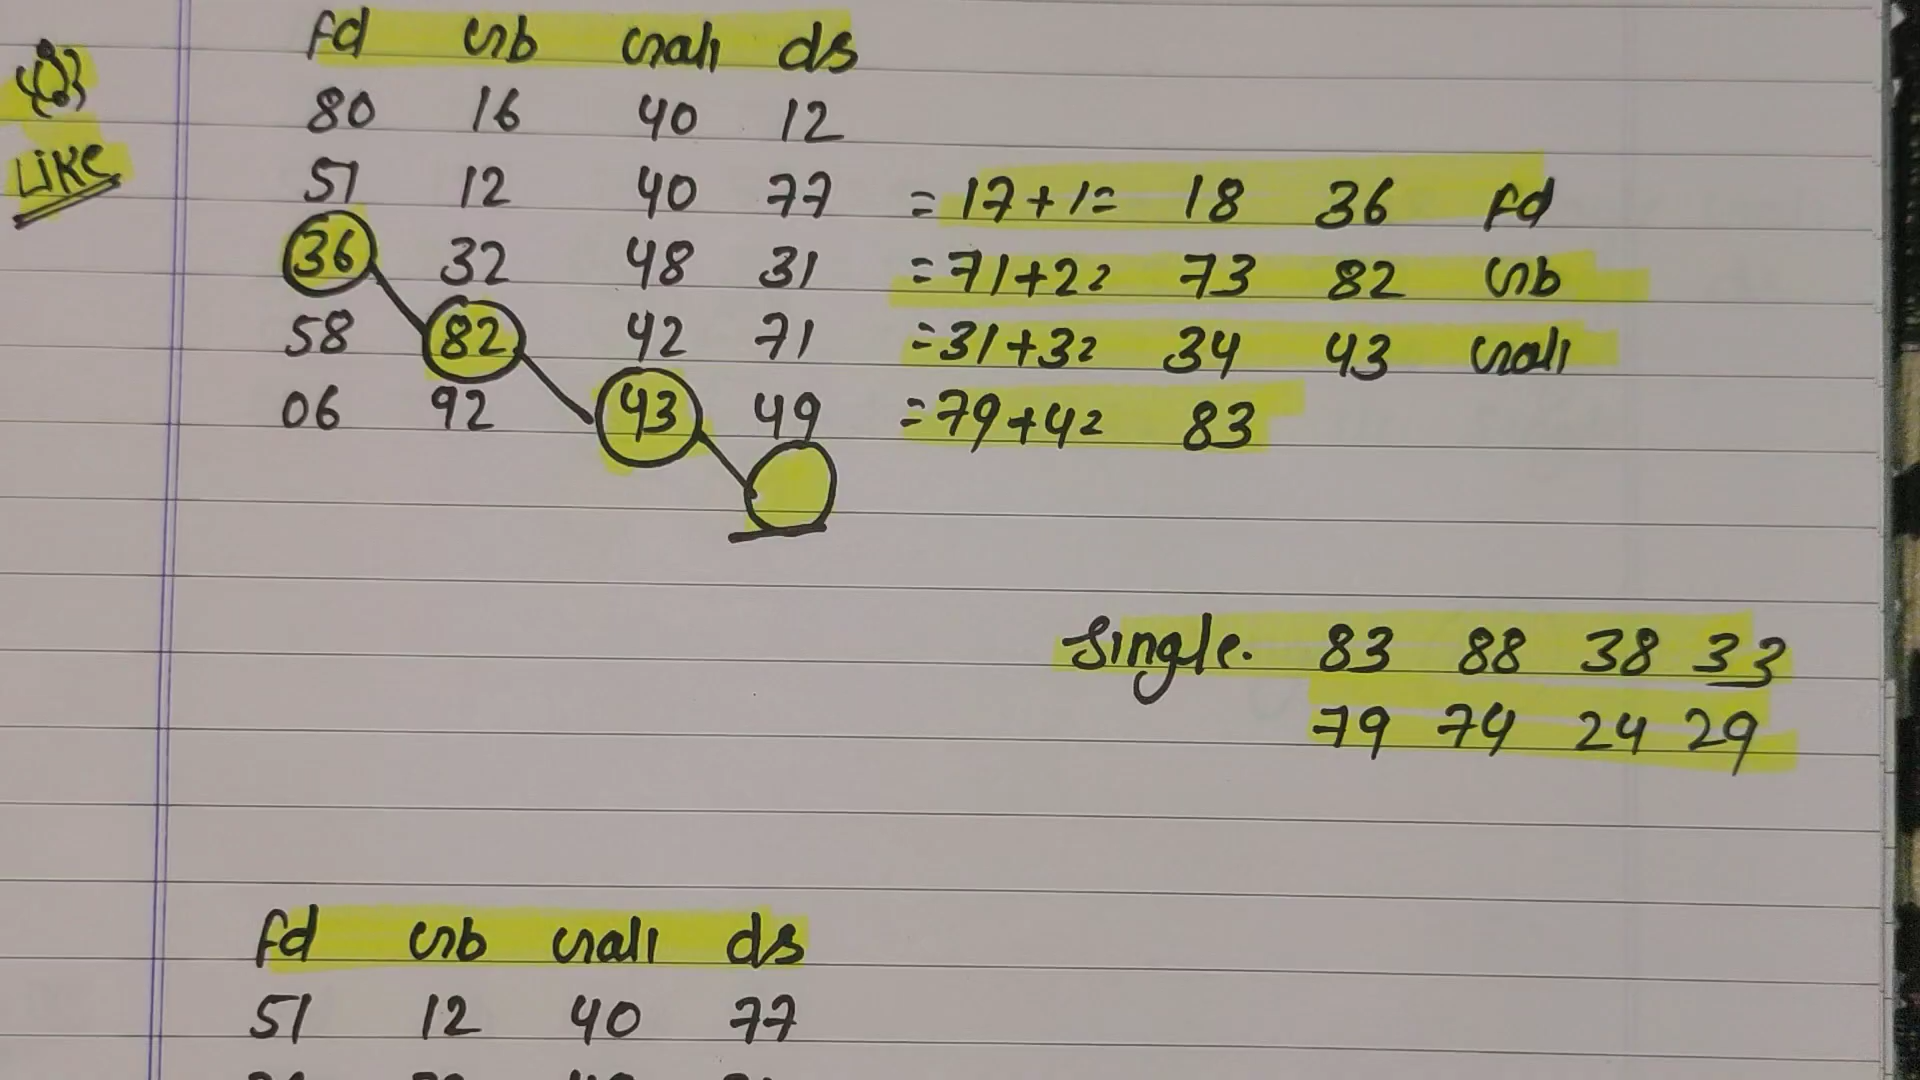 fd GB Gali ds
80 16 40 12
LIKE
51 12 40 77 = 17+1= 18 36 fd
36 32 48 31 = 71+2= 73 82 GB
58 82 42 71 = 31+3= 34 43 Gali
06 92 43 49 = 79+4= 83
Single. 83 88 38 33
79 74 24 29
fd GB Gali ds
51 12 40 77